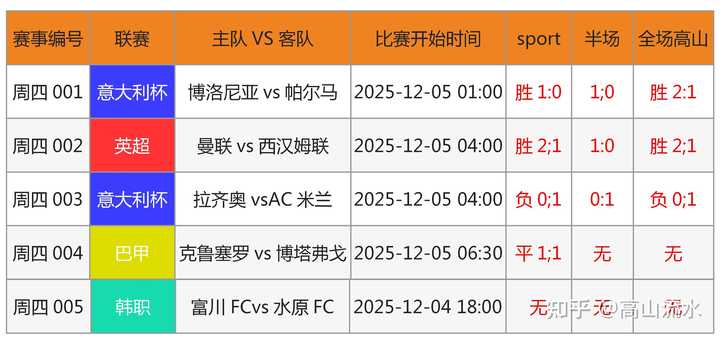 赛事编号 联赛 主队 VS 客队 比赛开始时间 sport 半场 全场高山
周四 001 意大利杯 博洛尼亚 vs 帕尔马 2025-12-05 01:00 胜 1:0 1;0 胜 2:1
周四 002 英超 曼联 vs 西汉姆联 2025-12-05 04:00 胜 2;1 1:0 胜 2;1
周四 003 意大利杯 拉齐奥 vsAC 米兰 2025-12-05 04:00 负 0;1 0:1 负 0;1
周四 004 巴甲 克鲁塞罗 vs 博塔弗戈 2025-12-05 06:30 平 1;1 无 无
周四 005 韩职 富川 FCvs 水原 FC 2025-12-04 18:00 无 无 无
知乎 @高山流水